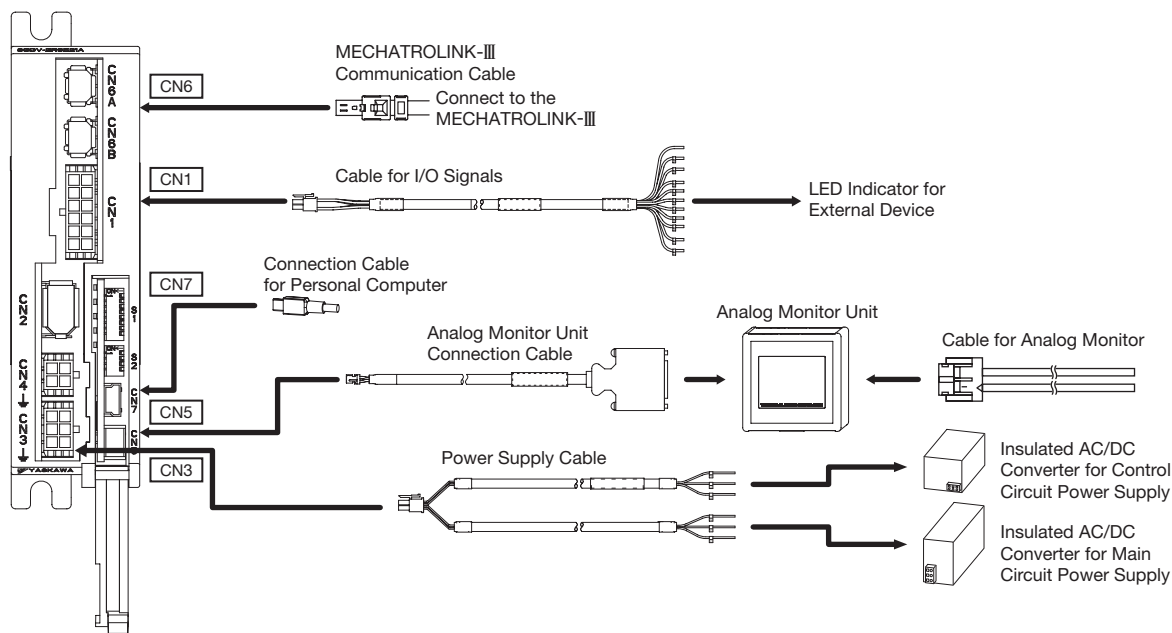 SGDV-2R9E21A
CN6A
CN6B
CN1
CN2
CN4
CN3
S1
S2
CN7
YASKAWA
CN6
MECHATROLINK-Ⅲ
Communication Cable
Connect to the
MECHATROLINK-Ⅲ
CN1
Cable for I/O Signals
LED Indicator for
External Device
CN7
Connection Cable
for Personal Computer
Analog Monitor Unit
Connection Cable
Analog Monitor Unit
Cable for Analog Monitor
CN5
CN3
Power Supply Cable
Insulated AC/DC
Converter for Control
Circuit Power Supply
Insulated AC/DC
Converter for Main
Circuit Power Supply